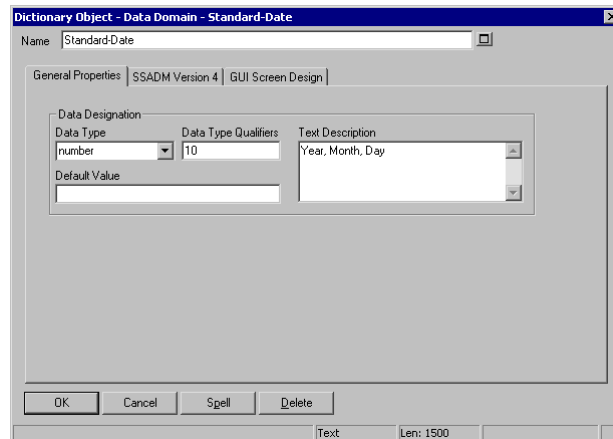 Dictionary Object - Data Domain - Standard-Date
Name Standard-Date
General Properties SSADM Version 4 GUI Screen Design
Data Designation
Data Type Data Type Qualifiers Text Description
number 10 Year, Month, Day
Default Value
OK Cancel Spell Delete
Text Len: 1500